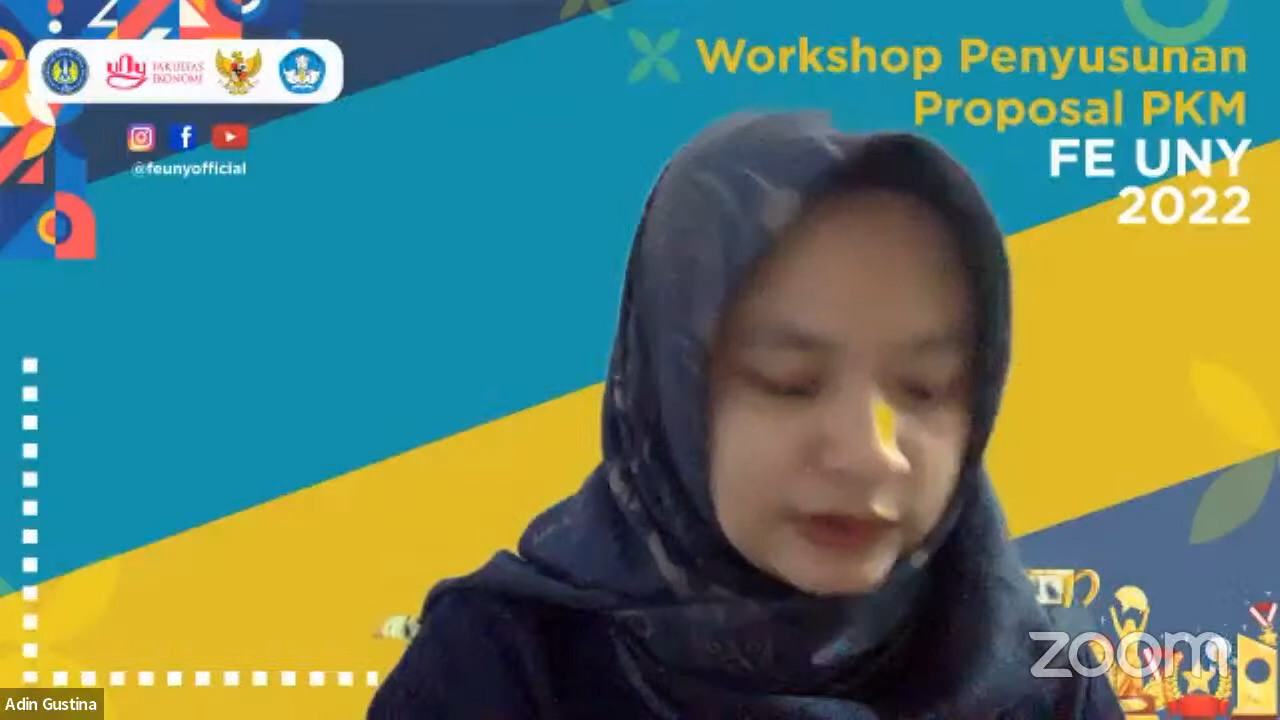 FAKULTAS
EKONOMI
@feunyofficial
Workshop Penyusunan
Proposal PKM
FE UNY
2022
zoom
Adin Gustina